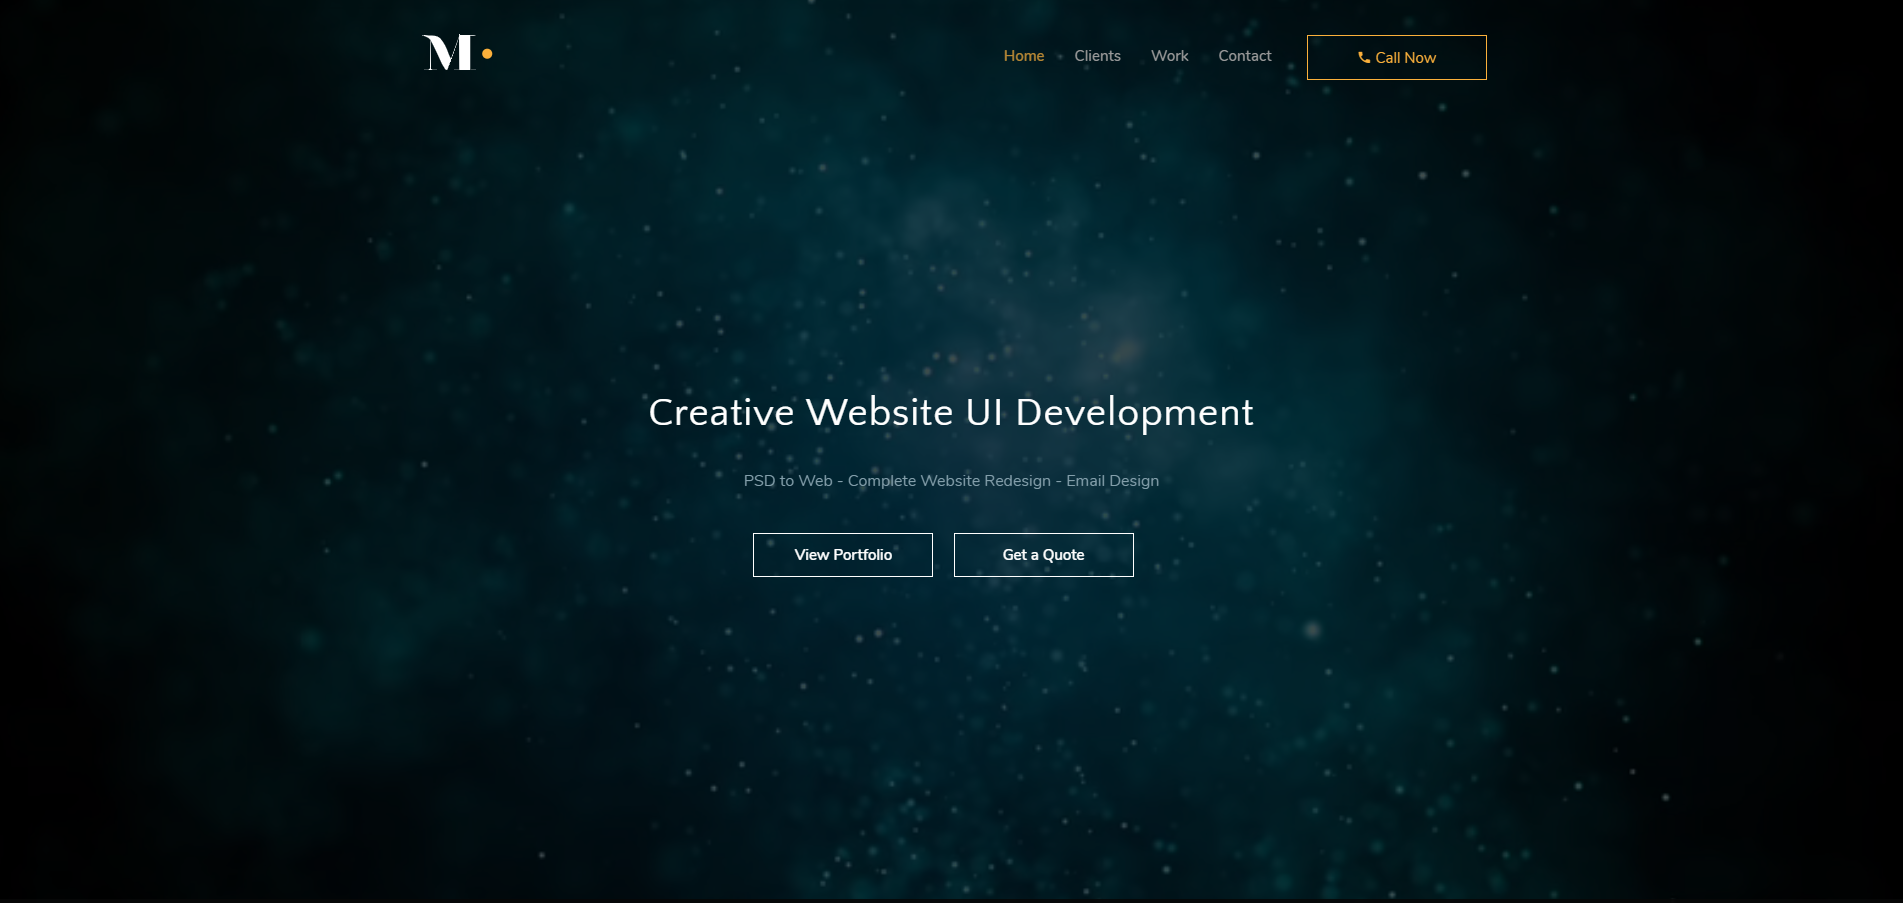 M
Home Clients Work Contact Call Now
Creative Website UI Development
PSD to Web - Complete Website Redesign - Email Design
View Portfolio Get a Quote